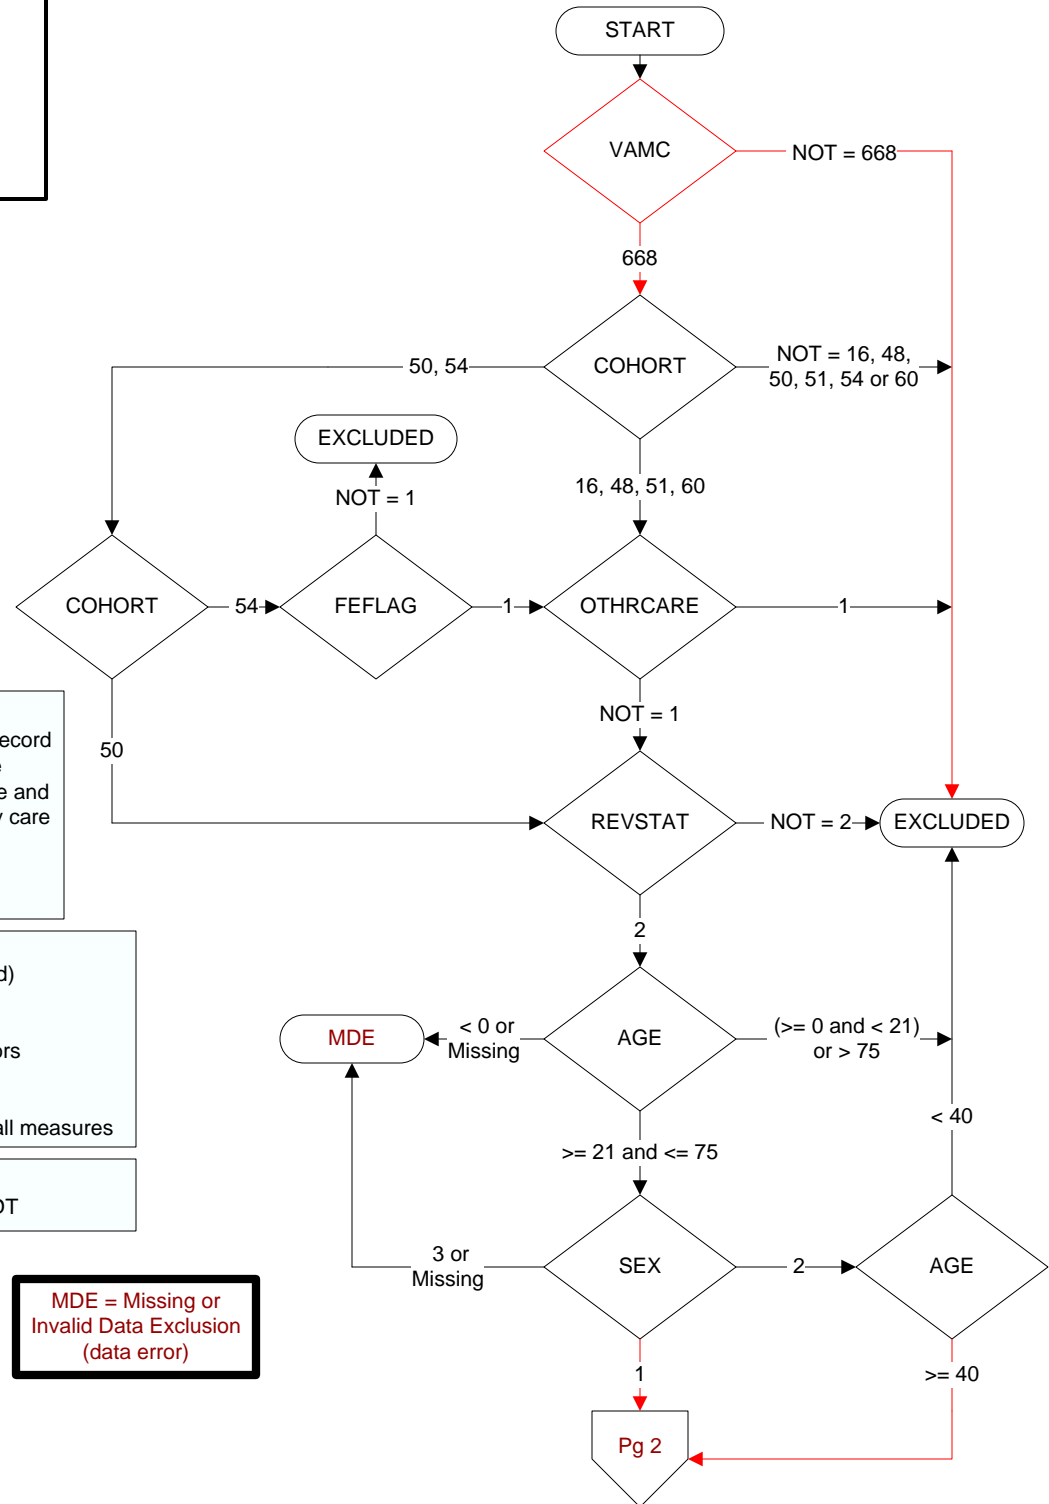 START
VAMC
NOT = 668
668
50, 54
COHORT
NOT = 16, 48,
50, 51, 54 or 60
EXCLUDED
NOT = 1
16, 48, 51, 60
COHORT
54
FEFLAG
1
OTHRCARE
1
NOT = 1
50
ecord
e and
y care
REVSTAT
NOT = 2
EXCLUDED
2
d)
ors
all measures
MDE
< 0 or
Missing
AGE
(>= 0 and < 21)
or > 75
< 40
>= 21 and <= 75
OT
3 or
Missing
SEX
2
AGE
MDE = Missing or
Invalid Data Exclusion
(data error)
1
>= 40
Pg 2